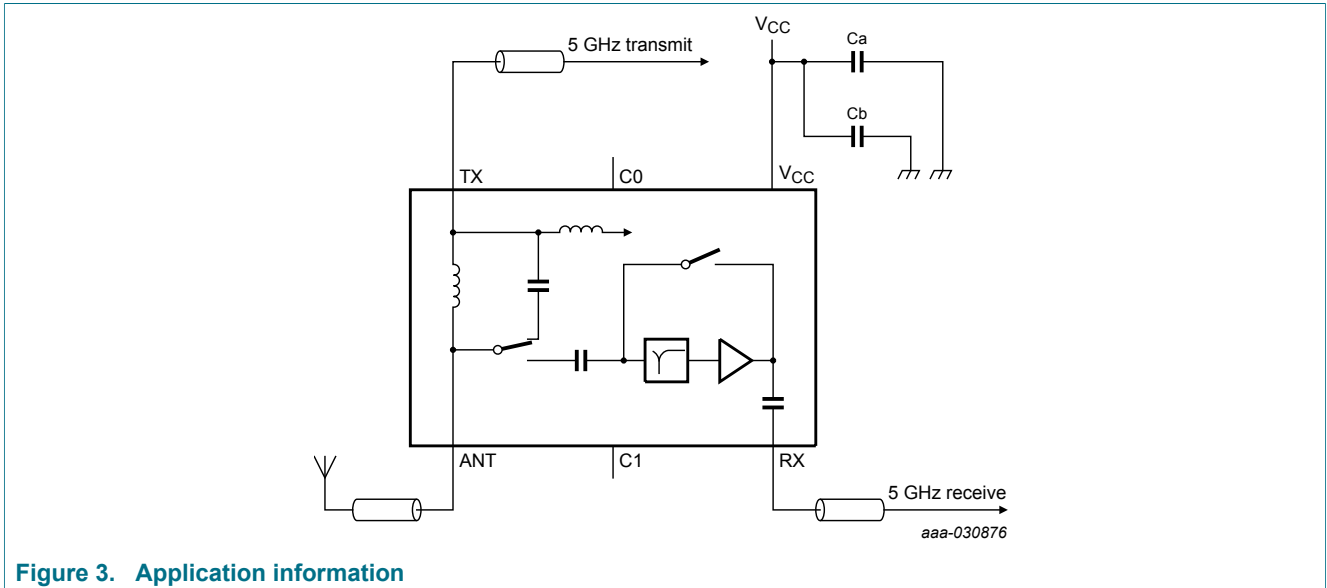 5 GHz transmit
VCC
Ca
Cb
TX
C0
VCC
ANT
C1
RX
5 GHz receive
aaa-030876
Figure 3. Application information